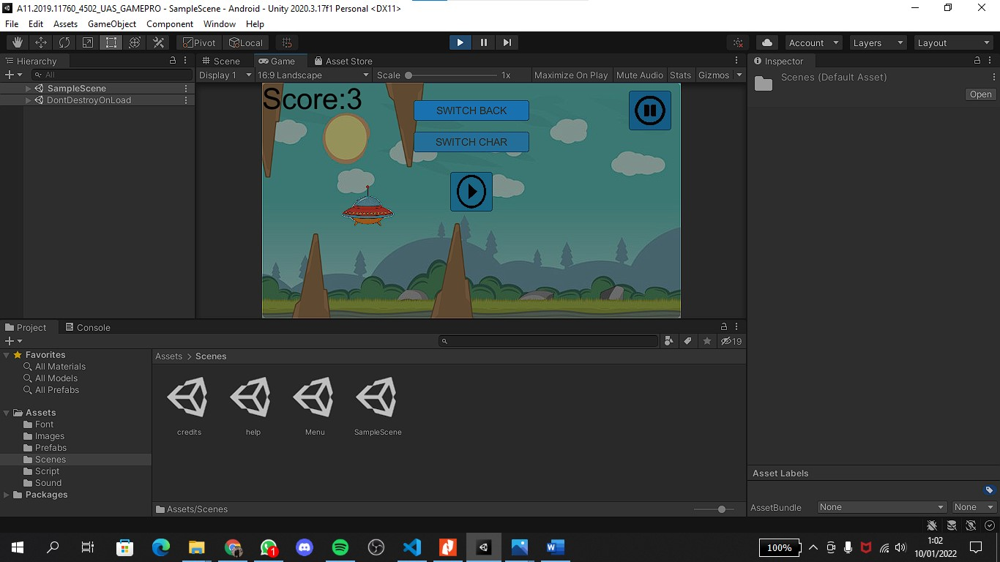 A11.2019.11760_4502_UAS_GAMEPRO - SampleScene - Android - Unity 2020.3.17f1 Personal <DX11>
File Edit Assets GameObject Component Window Help
Pivot Local Account Layers Layout
Hierarchy
All
SampleScene
DontDestroyOnLoad
Scene Game Asset Store
Display 1 16:9 Landscape Scale 1x Maximize On Play Mute Audio Stats Gizmos
Score:3
SWITCH BACK
SWITCH CHAR
Inspector
Scenes (Default Asset)
Open
Project Console
19
Favorites
All Materials
All Models
All Prefabs
Assets
Font
Images
Prefabs
Scenes
Script
Sound
Packages
Assets > Scenes
credits help Menu SampleScene
Assets/Scenes
Asset Labels
AssetBundle None None
1
100%
1:02
10/01/2022